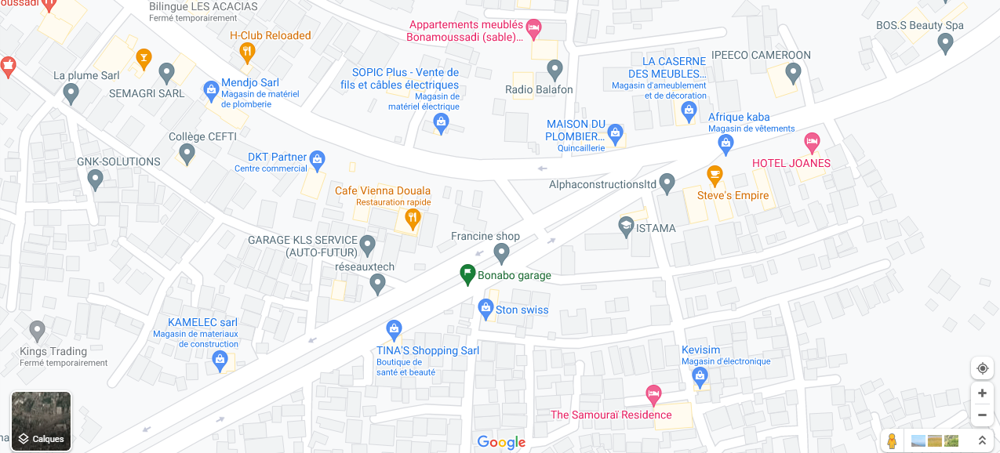 oussadi
Bilingue LES ACACIAS
Fermé temporairement
H-Club Reloaded
Appartements meublés
Bonamoussadi (sable)...
BOS.S Beauty Spa
La plume Sarl
SEMAGRI SARL
Mendjo Sarl
Magasin de matériel
de plomberie
SOPIC Plus - Vente de
fils et câbles électriques
Magasin de
matériel électrique
Radio Balafon
LA CASERNE
DES MEUBLES...
Magasin d'ameublement
et de décoration
IPEECO CAMEROON
Afrique kaba
Magasin de vêtements
MAISON DU
PLOMBIER...
Quincaillerie
Collège CEFTI
GNK-SOLUTIONS
DKT Partner
Centre commercial
HOTEL JOANES
Cafe Vienna Douala
Restauration rapide
Alphaconstructionsltd
Steve's Empire
GARAGE KLS SERVICE
(AUTO-FUTUR)
Francine shop
ISTAMA
réseauxtech
Bonabo garage
Ston swiss
KAMELEC sarl
Magasin de materiaux
de construction
Kings Trading
Fermé temporairement
TINA'S Shopping Sarl
Boutique de
santé et beauté
Kevisim
Magasin d'électronique
The Samouraï Residence
na
Calques
Google